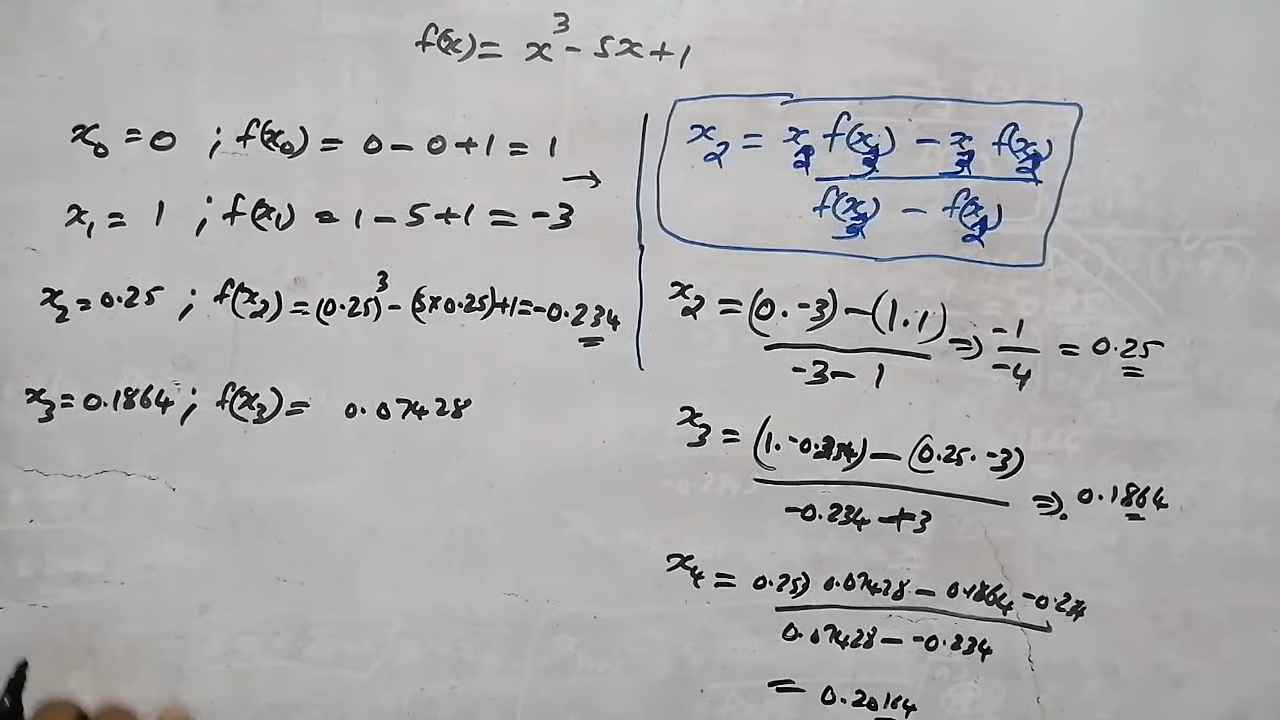 f(x) = x³ - 5x + 1
x₀ = 0 ; f(x₀) = 0 - 0 + 1 = 1
x₁ = 1 ; f(x₁) = 1 - 5 + 1 = -3 →
x₂ = 0.25 ; f(x₂) = (0.25)³ - (5×0.25) + 1 = -0.234
x₃ = 0.1864 ; f(x₃) = 0.07428
x₂ = x₂ f(x₃) - x₃ f(x₂)
f(x₃) - f(x₂)
x₂ = (0. -3) - (1.1) ⇒ -1 = 0.25
-3 - 1 -4
x₃ = (1. -0.234) - (0.25. -3) ⇒ 0.1864
-0.234 + 3
x₄ = 0.25) 0.07428 - 0.1864 -0.234
0.07428 - -0.234
= 0.20164